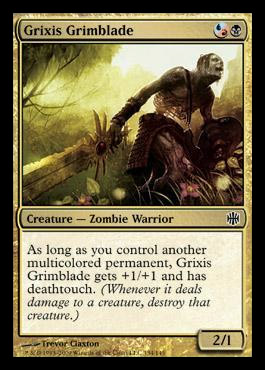 Grixis Grimblade
Creature — Zombie Warrior
As long as you control another
multicolored permanent, Grixis
Grimblade gets +1/+1 and has
deathtouch. (Whenever it deals
damage to a creature, destroy that
creature.)
Trevor Claxton
2/1